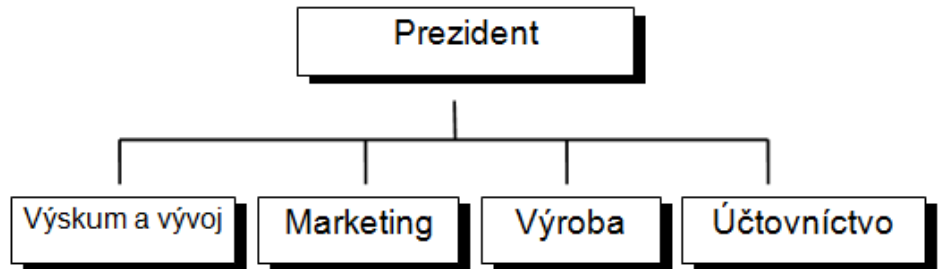 Prezident
Výskum a vývoj
Marketing
Výroba
Účtovníctvo